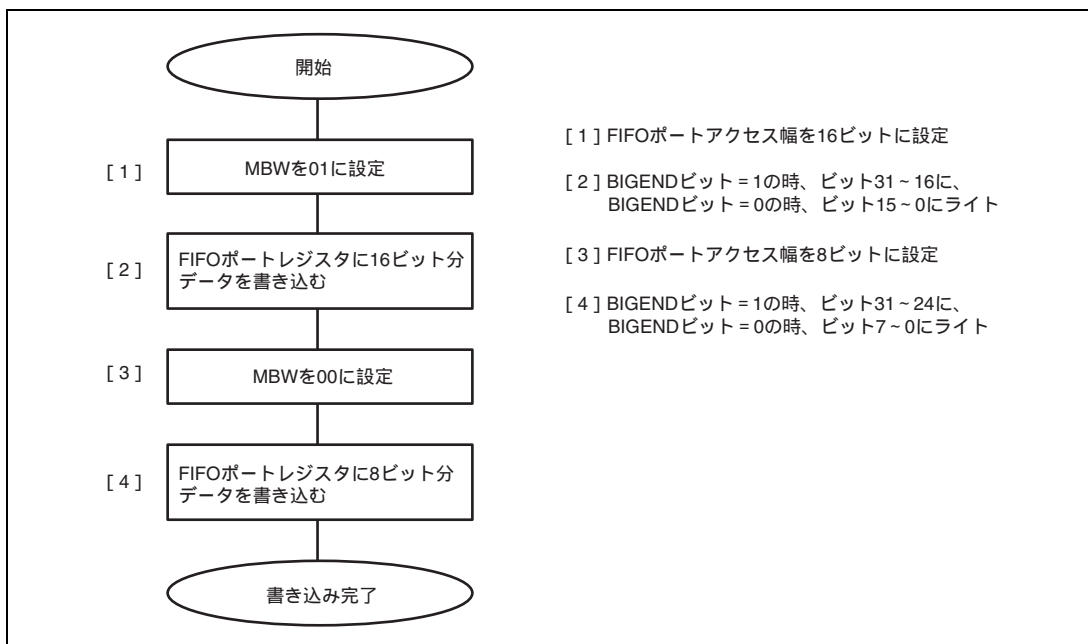 開始
[1]
MBWを01に設定
[2]
FIFOポートレジスタに16ビット分
データを書き込む
[3]
MBWを00に設定
[4]
FIFOポートレジスタに8ビット分
データを書き込む
書き込み完了
[1] FIFOポートアクセス幅を16ビットに設定
[2] BIGENDビット = 1の時、ビット31~16に、
BIGENDビット = 0の時、ビット15~0にライト
[3] FIFOポートアクセス幅を8ビットに設定
[4] BIGENDビット = 1の時、ビット31~24に、
BIGENDビット = 0の時、ビット7~0にライト